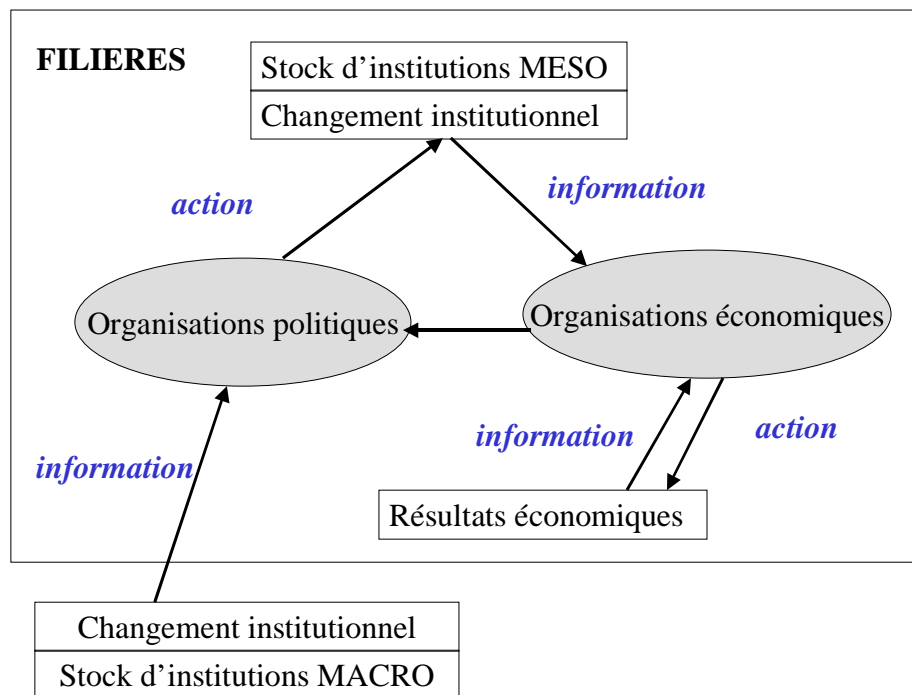 FILIERES
Stock d’institutions MESO
Changement institutionnel
action
information
Organisations politiques
Organisations économiques
information
information
action
Résultats économiques
Changement institutionnel
Stock d’institutions MACRO